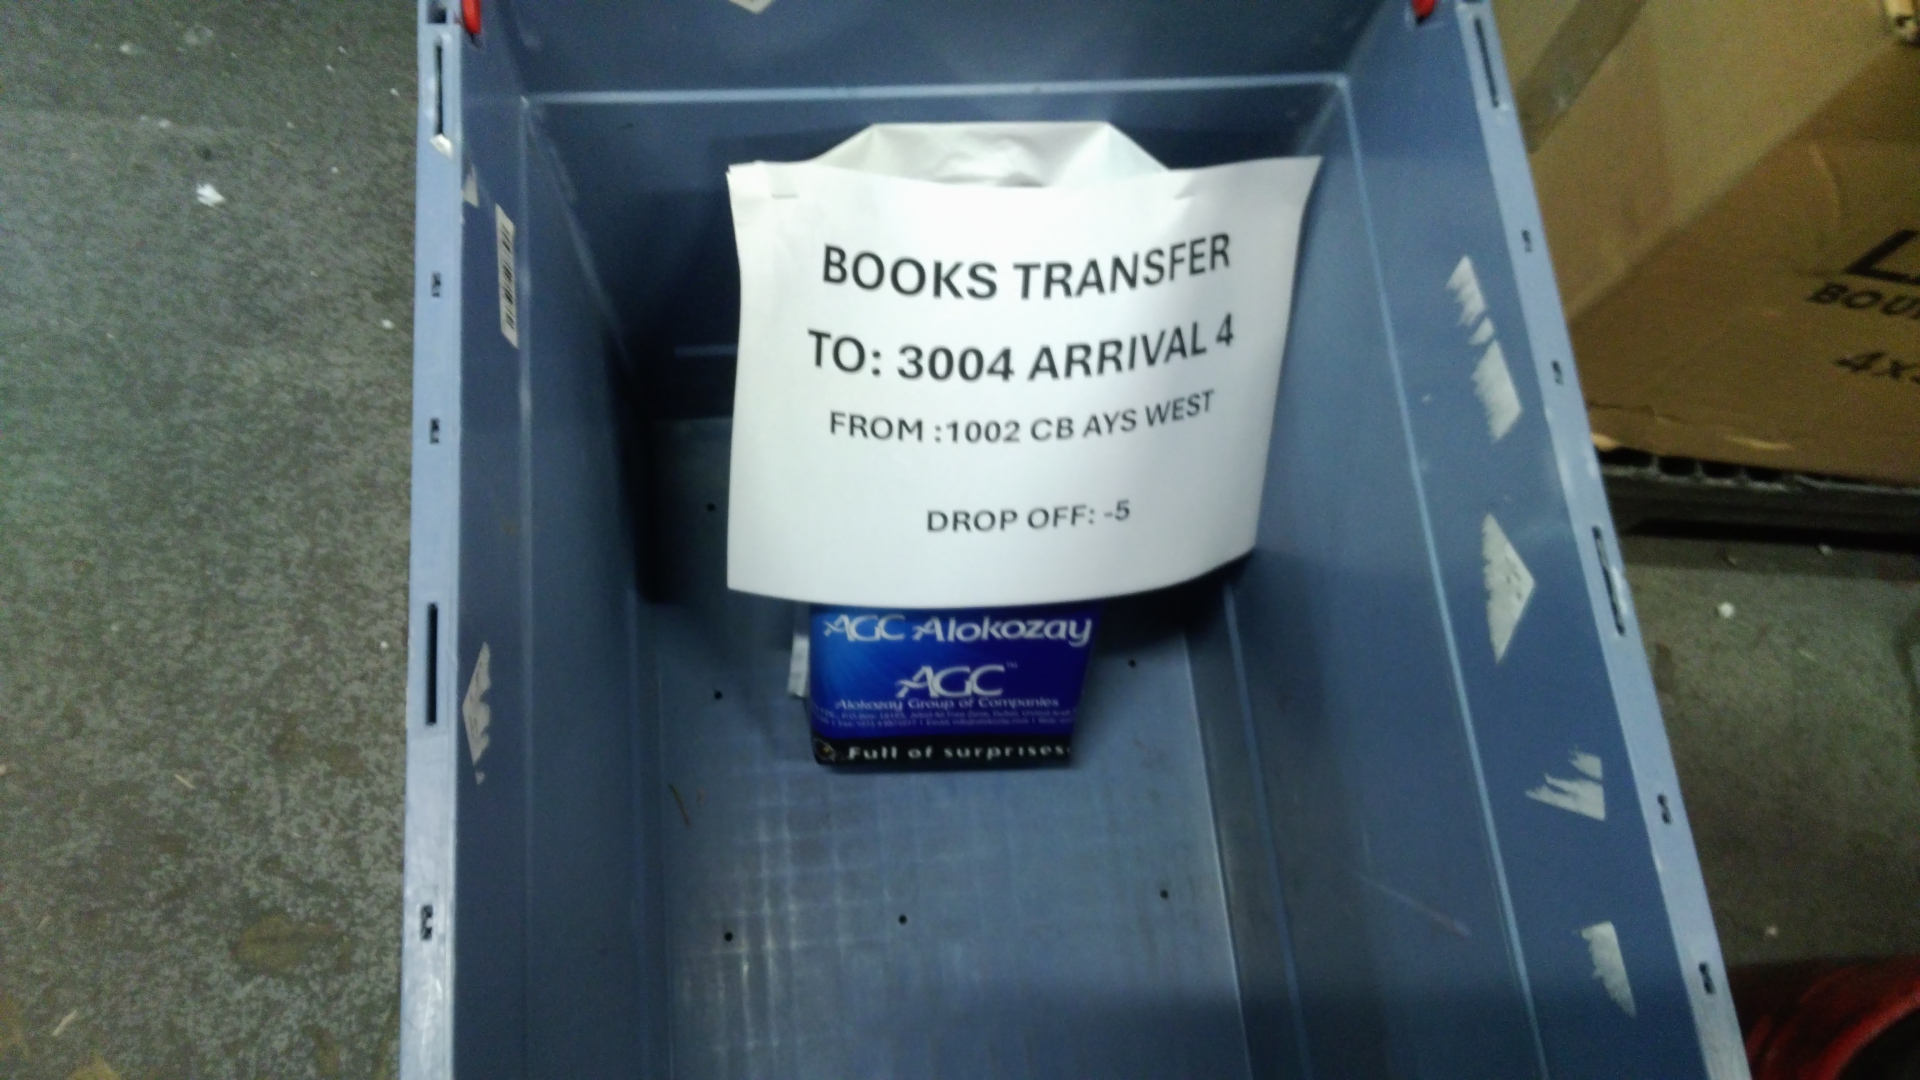 BOOKS TRANSFER
TO: 3004 ARRIVAL 4
FROM :1002 CB AYS WEST
DROP OFF: -5
AGC Alokozay
AGC™
Alokozay Group of Companies
Full of surprises